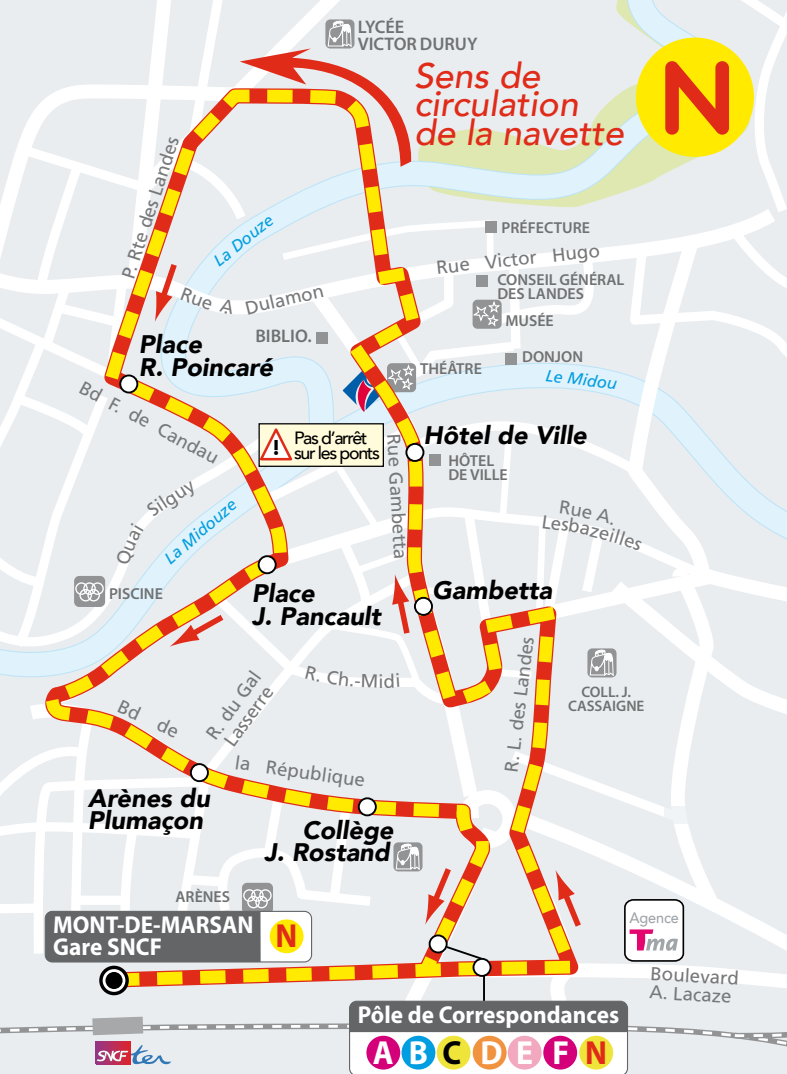 LYCÉE
VICTOR DURUY
Sens de
circulation
de la navette
N
P. Rte des Landes
La Douze
PRÉFECTURE
Rue Victor Hugo
CONSEIL GÉNÉRAL
DES LANDES
Rue A Dulamon
MUSÉE
BIBLIO.
Place
R. Poincaré
THÉÂTRE
DONJON
Le Midou
Bd F. de Candau
Pas d'arrêt
sur les ponts
!
Rue Gambetta
Hôtel de Ville
HÔTEL
DE VILLE
Quai Silguy
La Midouze
Rue A.
Lesbazeilles
PISCINE
Place
J. Pancault
Gambetta
R. Ch.-Midi
R. du Gal
Lasserre
R. L. des Landes
COLL. J.
CASSAIGNE
Bd de
la République
Arènes du
Plumaçon
Collège
J. Rostand
ARÈNES
MONT-DE-MARSAN
Gare SNCF
N
Agence
Tma
Boulevard
A. Lacaze
Pôle de Correspondances
A B C D E F N
SNCF ter